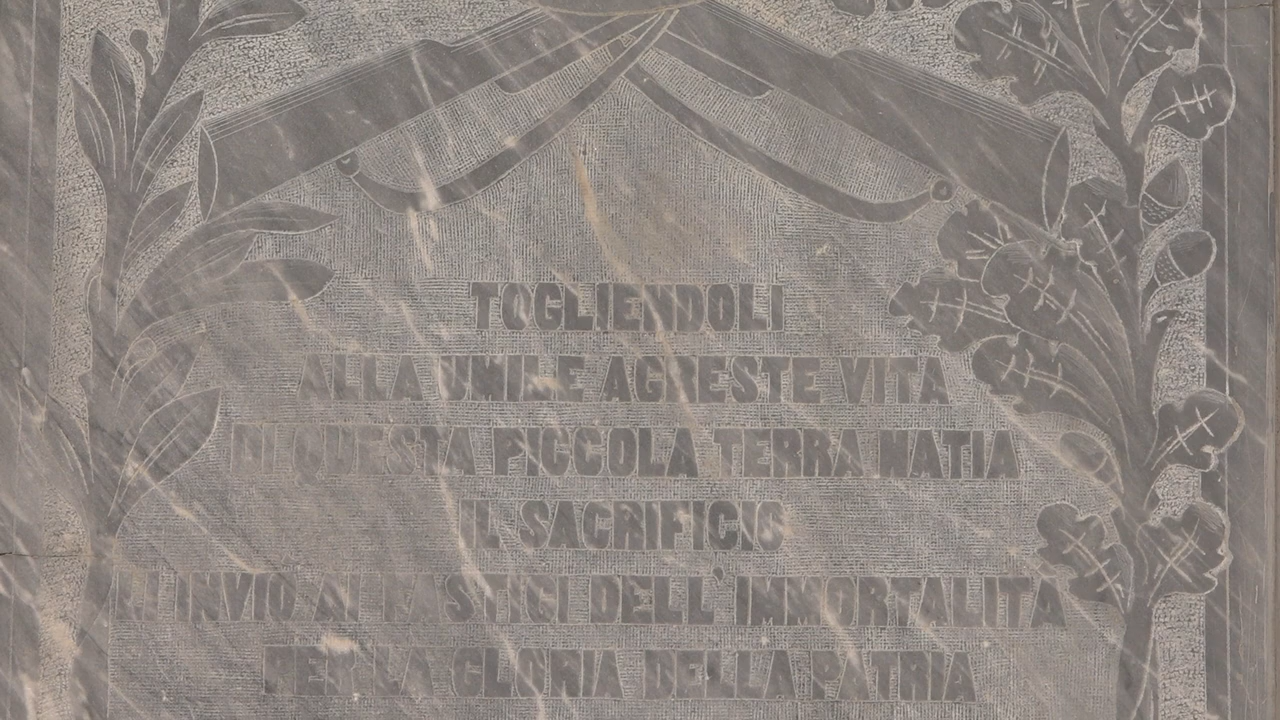 TOGLIENDOLI
ALLA UMILE AGRESTE VITA
DI QUESTA PICCOLA TERRA NATIA
IL SACRIFICIO
LI INVIO AI FASTIGI DELL' IMMORTALITA
PER LA GLORIA DELLA PATRIA